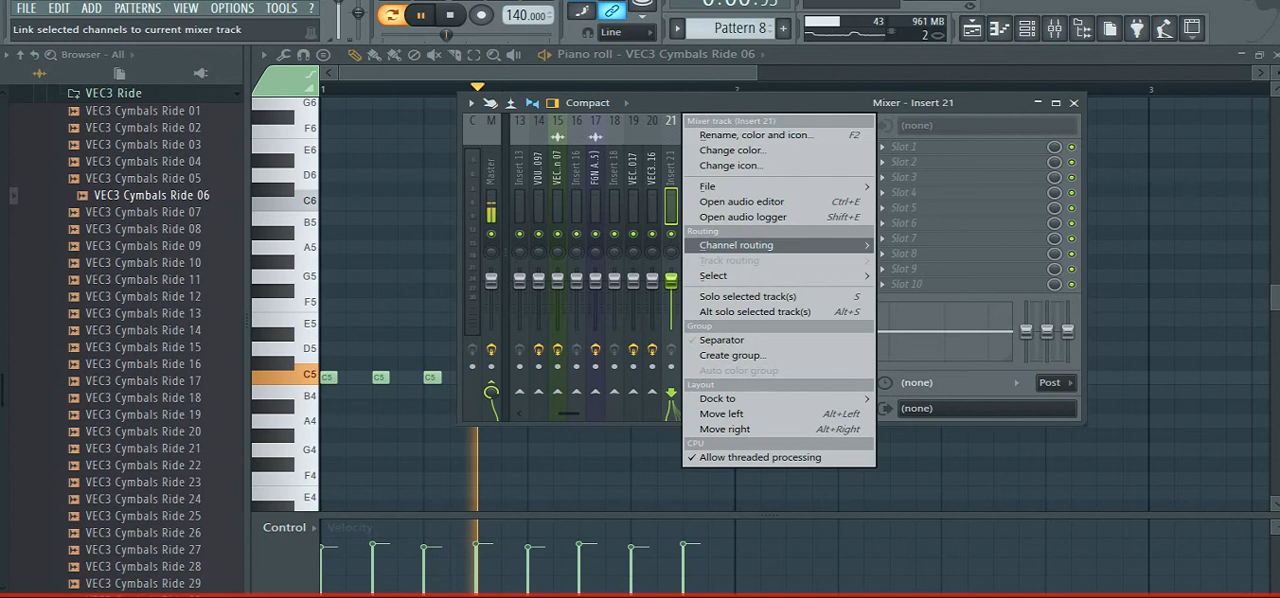 FILE EDIT ADD PATTERNS VIEW OPTIONS TOOLS ?
140.000
Pattern 8
43
961 MB
2
Link selected channels to current mixer track
Line
Browser - All
Piano roll - VEC3 Cymbals Ride 06
VEC3 Ride
VEC3 Cymbals Ride 01
VEC3 Cymbals Ride 02
VEC3 Cymbals Ride 03
VEC3 Cymbals Ride 04
VEC3 Cymbals Ride 05
VEC3 Cymbals Ride 06
VEC3 Cymbals Ride 07
VEC3 Cymbals Ride 08
VEC3 Cymbals Ride 09
VEC3 Cymbals Ride 10
VEC3 Cymbals Ride 11
VEC3 Cymbals Ride 12
VEC3 Cymbals Ride 13
VEC3 Cymbals Ride 14
VEC3 Cymbals Ride 15
VEC3 Cymbals Ride 16
VEC3 Cymbals Ride 17
VEC3 Cymbals Ride 18
VEC3 Cymbals Ride 19
VEC3 Cymbals Ride 20
VEC3 Cymbals Ride 21
VEC3 Cymbals Ride 22
VEC3 Cymbals Ride 23
VEC3 Cymbals Ride 24
VEC3 Cymbals Ride 25
VEC3 Cymbals Ride 26
VEC3 Cymbals Ride 27
VEC3 Cymbals Ride 28
VEC3 Cymbals Ride 29
1 2 3
G6
F6
E6
D6
C6
B5
A5
G5
F5
E5
D5
C5
B4
A4
G4
F4
E4
C5 C5 C5
Control
Velocity
Compact
Mixer - Insert 21
C M 13 14 15 16 17 18 19 20 21
Master
Insert 13
VOU..097
VEC..n 07
Insert 16
Insert 18
VEC..017
VEC3..16
Insert 21
Mixer track (Insert 21)
Rename, color and icon... F2
Change color...
Change icon...
File
Open audio editor Ctrl+E
Open audio logger Shift+E
Routing
Channel routing
Track routing
Select
Solo selected track(s) S
Alt solo selected track(s) Alt+S
Group
Separator
Create group...
Auto color group
Layout
Dock to
Move left Alt+Left
Move right Alt+Right
CPU
Allow threaded processing
(none)
Slot 1
Slot 2
Slot 3
Slot 4
Slot 5
Slot 6
Slot 7
Slot 8
Slot 9
Slot 10
(none)
Post
(none)